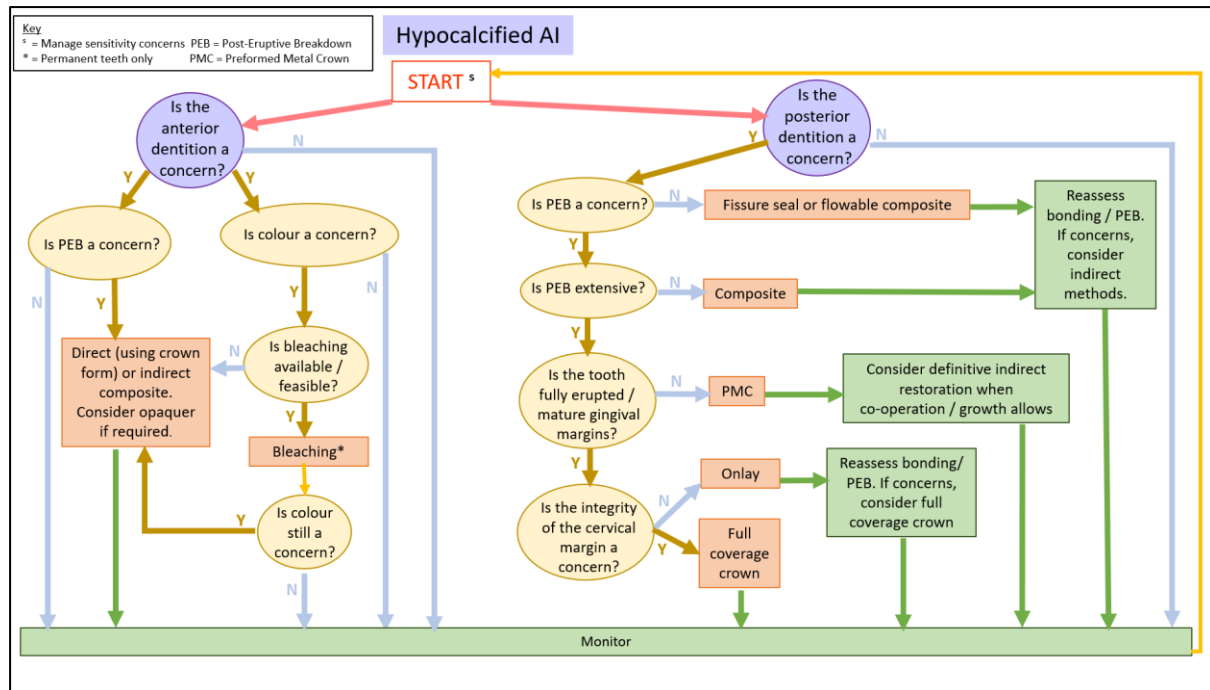 Key
s = Manage sensitivity concerns PEB = Post-Eruptive Breakdown
* = Permanent teeth only PMC = Preformed Metal Crown
Hypocalcified AI
START s
Is the
anterior
dentition a
concern?
N
Y
Y
Is PEB a concern?
Is colour a concern?
N
Y
Y
N
Direct (using crown
form) or indirect
composite.
Consider opaquer
if required.
N
Is bleaching
available /
feasible?
Y
Bleaching*
Y
Is colour
still a
concern?
N
Is the
posterior
dentition a
concern?
N
Y
Is PEB a concern?
N
Fissure seal or flowable composite
Reassess
bonding / PEB.
If concerns,
consider
indirect
methods.
Y
Is PEB extensive?
N
Composite
Y
Is the tooth
fully erupted /
mature gingival
margins?
N
PMC
Consider definitive indirect
restoration when
co-operation / growth allows
Y
Is the integrity
of the cervical
margin a
concern?
N
Onlay
Reassess bonding/
PEB. If concerns,
consider full
coverage crown
Y
Full
coverage
crown
Monitor